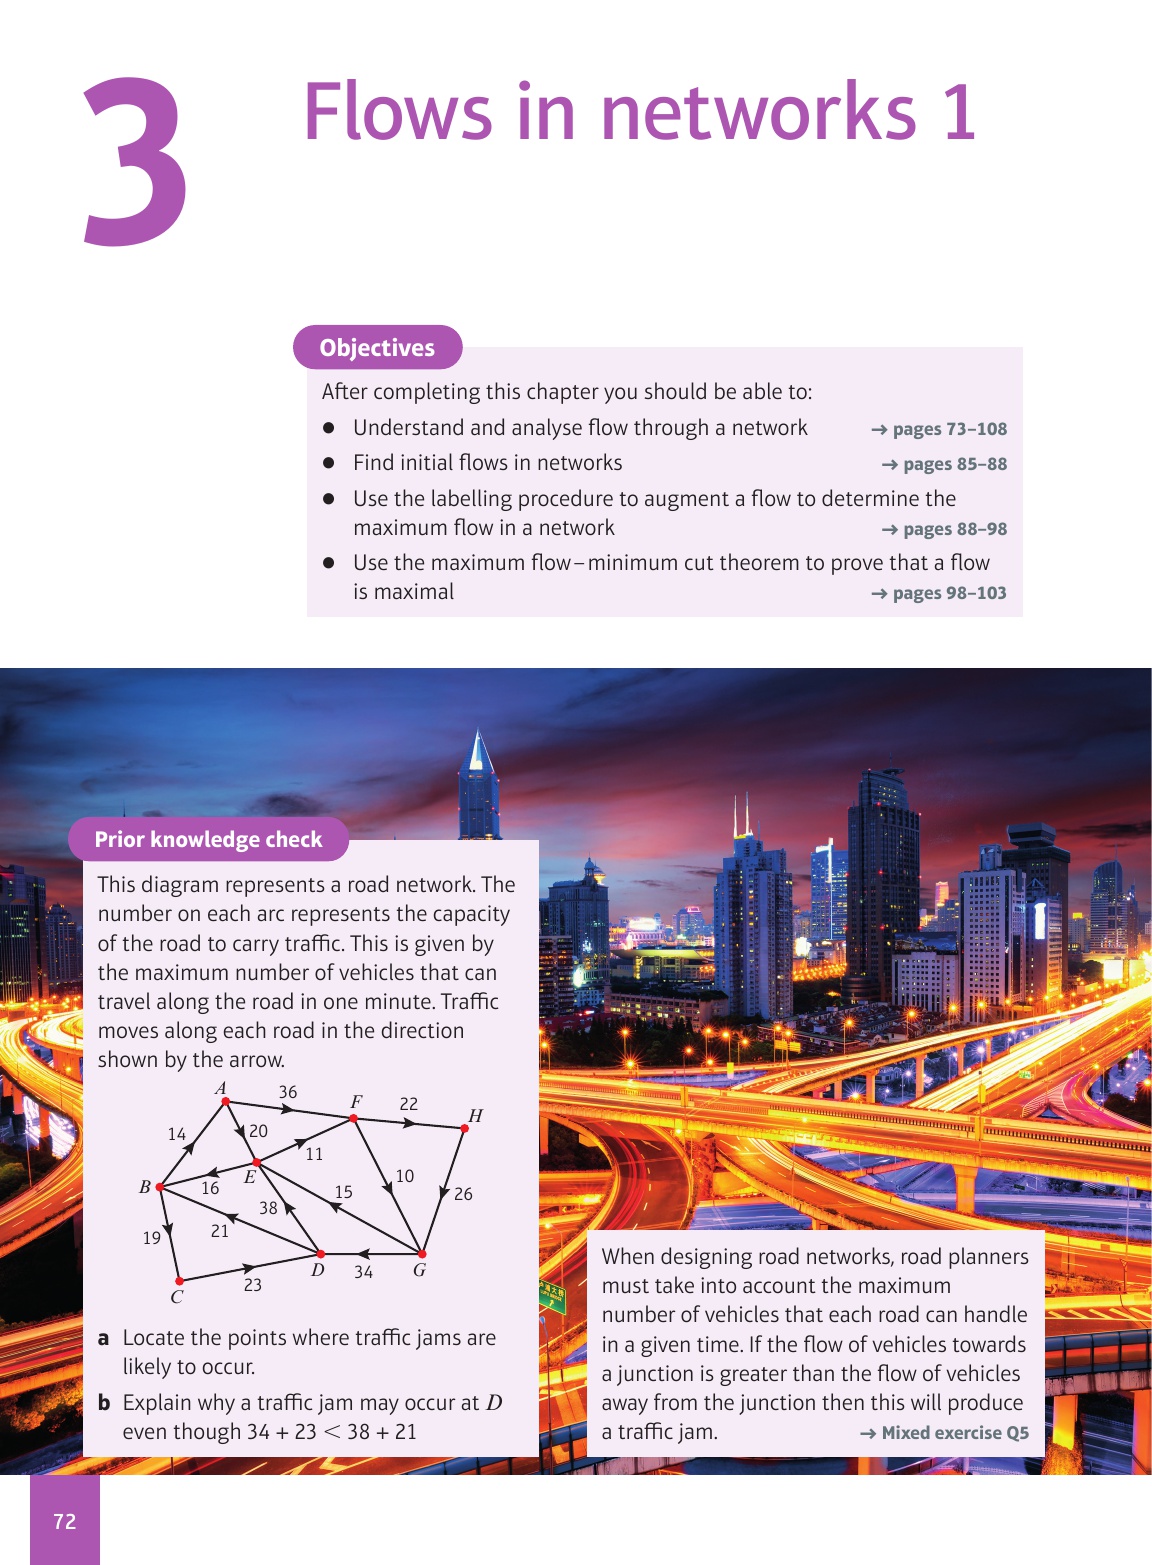 3
Flows in networks 1
Objectives
After completing this chapter you should be able to:
● Understand and analyse flow through a network → pages 73–108
● Find initial flows in networks → pages 85–88
● Use the labelling procedure to augment a flow to determine the
maximum flow in a network → pages 88–98
● Use the maximum flow – minimum cut theorem to prove that a flow
is maximal → pages 98–103
Prior knowledge check
This diagram represents a road network. The
number on each arc represents the capacity
of the road to carry traffic. This is given by
the maximum number of vehicles that can
travel along the road in one minute. Traffic
moves along each road in the direction
shown by the arrow.
A 36 F 22 H
14 20 11
B 16 E 15 10 26
38
19 21
C 23 D 34 G
a Locate the points where traffic jams are
likely to occur.
b Explain why a traffic jam may occur at D
even though 34 + 23 < 38 + 21
When designing road networks, road planners
must take into account the maximum
number of vehicles that each road can handle
in a given time. If the flow of vehicles towards
a junction is greater than the flow of vehicles
away from the junction then this will produce
a traffic jam. → Mixed exercise Q5
72